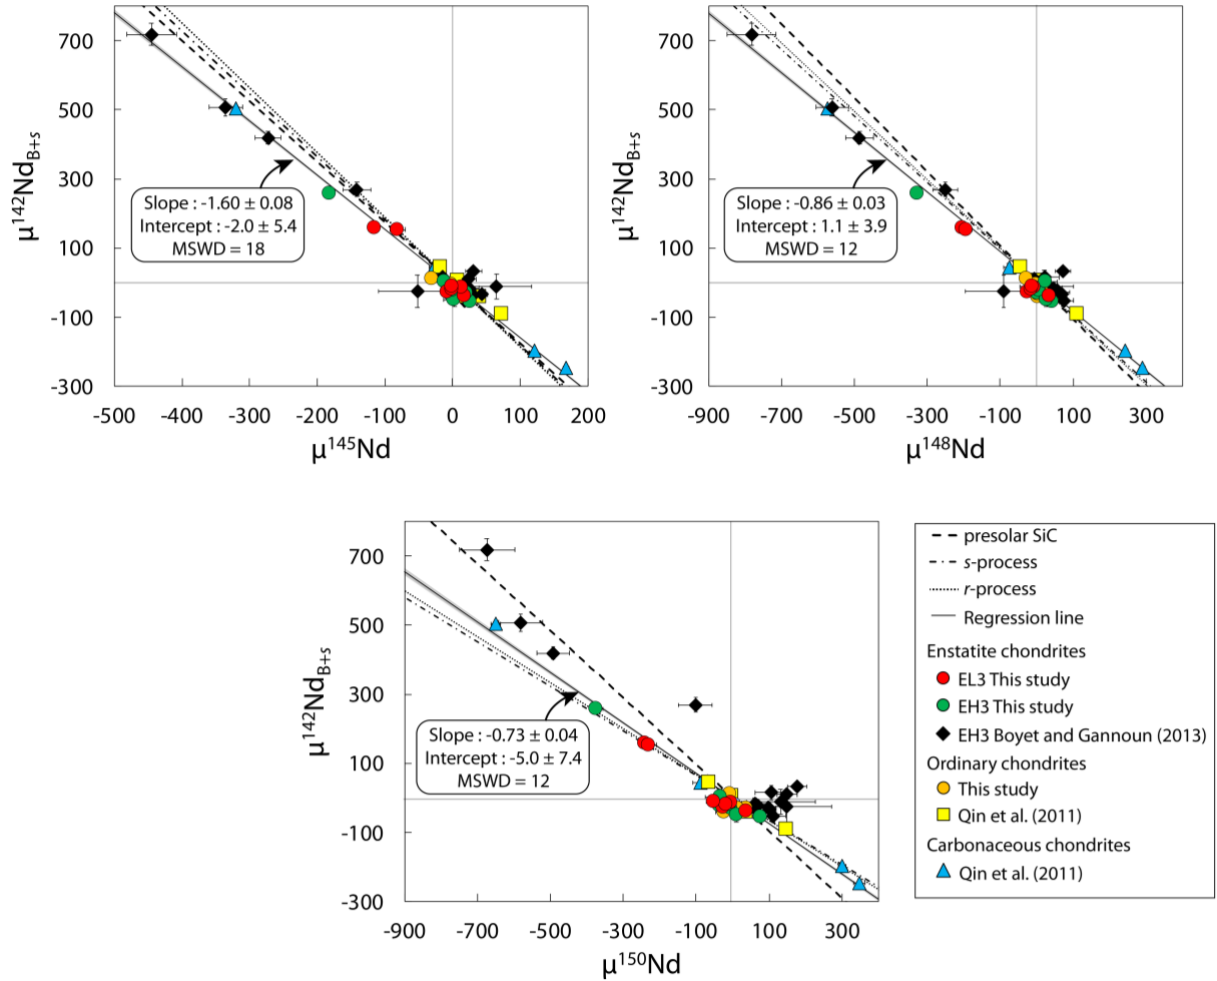 700
500
300
100
-100
-300
μ¹⁴²Nd_B+s
Slope : -1.60 ± 0.08
Intercept : -2.0 ± 5.4
MSWD = 18
-500 -400 -300 -200 -100 0 100 200
μ¹⁴⁵Nd
700
500
300
100
-100
-300
μ¹⁴²Nd_B+s
Slope : -0.86 ± 0.03
Intercept : 1.1 ± 3.9
MSWD = 12
-900 -700 -500 -300 -100 100 300
μ¹⁴⁸Nd
700
500
300
100
-100
-300
μ¹⁴²Nd_B+s
Slope : -0.73 ± 0.04
Intercept : -5.0 ± 7.4
MSWD = 12
-900 -700 -500 -300 -100 100 300
μ¹⁵⁰Nd
presolar SiC
s-process
r-process
Regression line
Enstatite chondrites
EL3 This study
EH3 This study
EH3 Boyet and Gannoun (2013)
Ordinary chondrites
This study
Qin et al. (2011)
Carbonaceous chondrites
Qin et al. (2011)